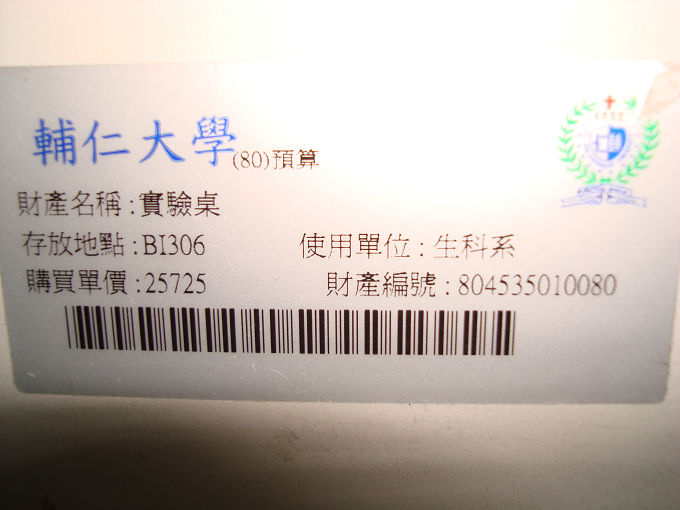 輔仁大學(80)預算
財產名稱:實驗桌
存放地點:BI306 使用單位:生科系
購買單價:25725 財產編號:804535010080